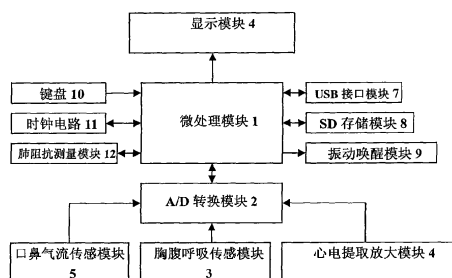 显示模块 4
键盘 10
微处理模块 1
USB 接口模块 7
时钟电路 11
SD 存储模块 8
肺阻抗测量模块 12
振动唤醒模块 9
A/D 转换模块 2
口鼻气流传感模块
5
胸腹呼吸传感模块
3
心电提取放大模块 4